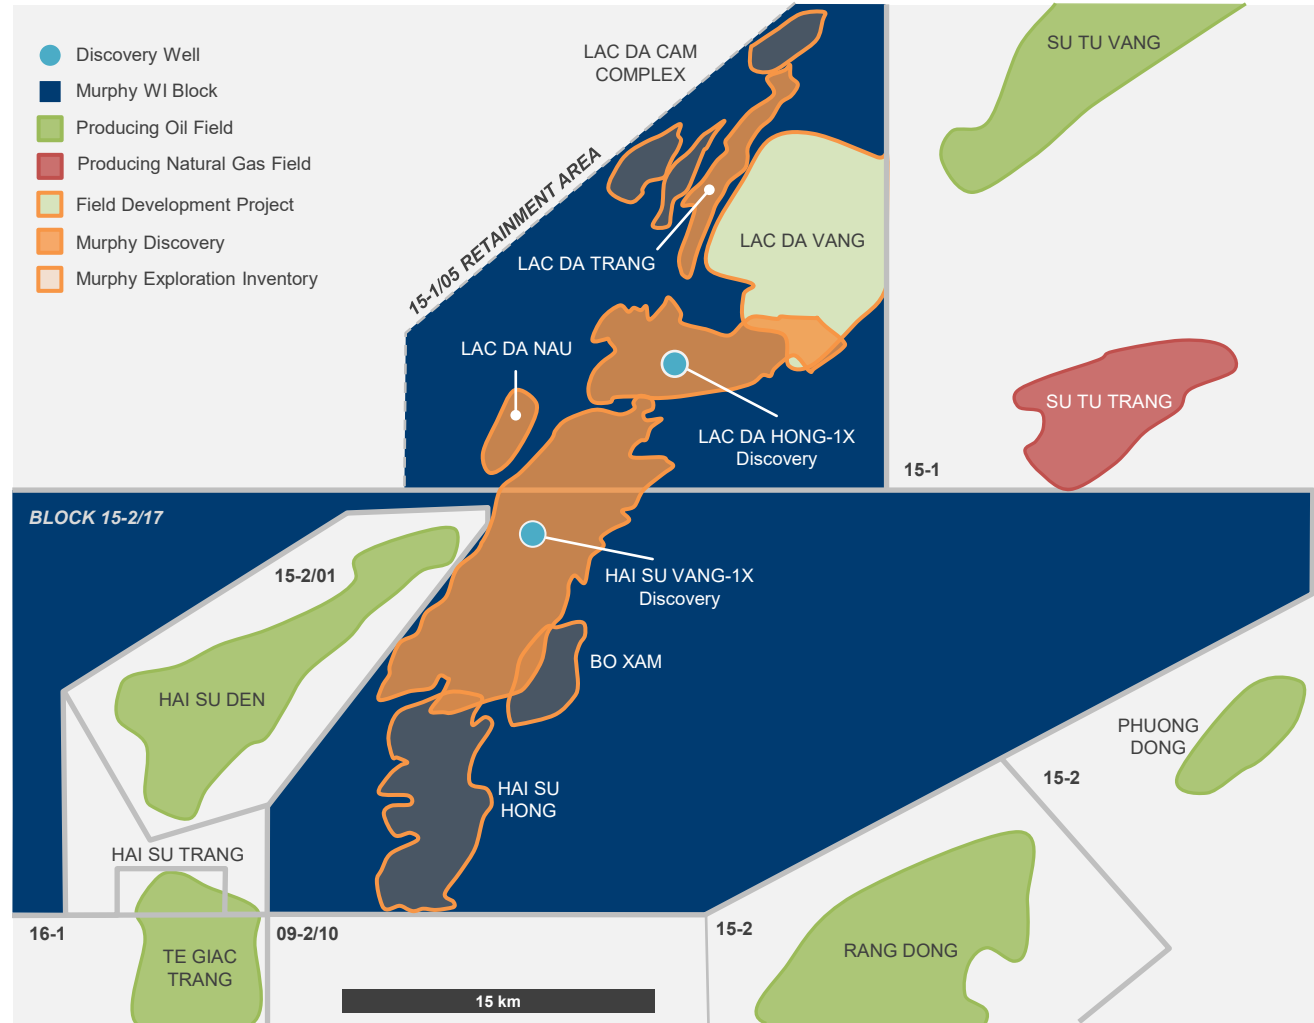 Discovery Well
Murphy WI Block
Producing Oil Field
Producing Natural Gas Field
Field Development Project
Murphy Discovery
Murphy Exploration Inventory
LAC DA CAM
COMPLEX
15-1/05 RETAINMENT AREA
SU TU VANG
LAC DA VANG
LAC DA TRANG
LAC DA NAU
LAC DA HONG-1X
Discovery
SU TU TRANG
15-1
BLOCK 15-2/17
15-2/01
HAI SU VANG-1X
Discovery
BO XAM
HAI SU DEN
PHUONG
DONG
15-2
HAI SU
HONG
HAI SU TRANG
16-1
09-2/10
15-2
TE GIAC
TRANG
RANG DONG
15 km